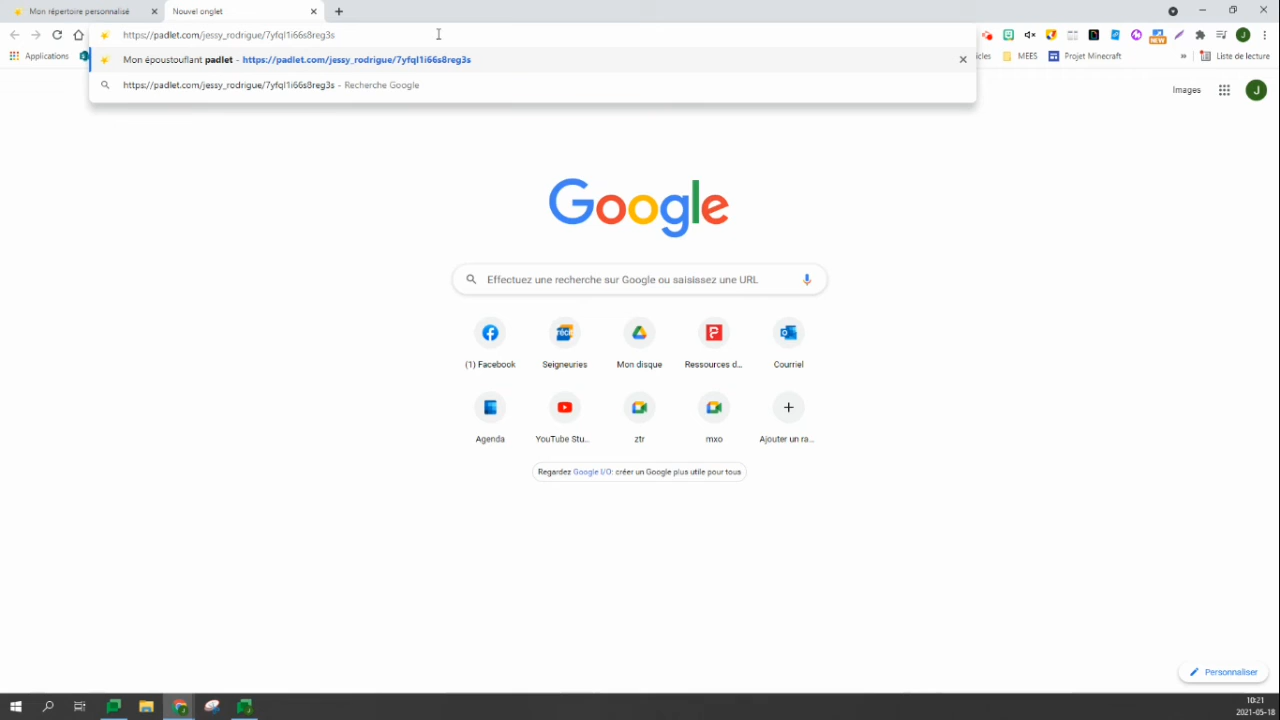 Mon répertoire personnalisé
Nouvel onglet
https://padlet.com/jessy_rodrigue/7yfql1i66s8reg3s
NEW
J
Mon époustouflant padlet - https://padlet.com/jessy_rodrigue/7yfql1i66s8reg3s
https://padlet.com/jessy_rodrigue/7yfql1i66s8reg3s - Recherche Google
Applications
cles
MEES
Projet Minecraft
»
Liste de lecture
Images
J
Google
Effectuez une recherche sur Google ou saisissez une URL
récit
(1) Facebook
Seigneuries
Mon disque
Ressources d...
Courriel
Agenda
YouTube Stu...
ztr
mxo
Ajouter un ra...
Regardez Google I/O: créer un Google plus utile pour tous
Personnaliser
10:21
2021-05-18